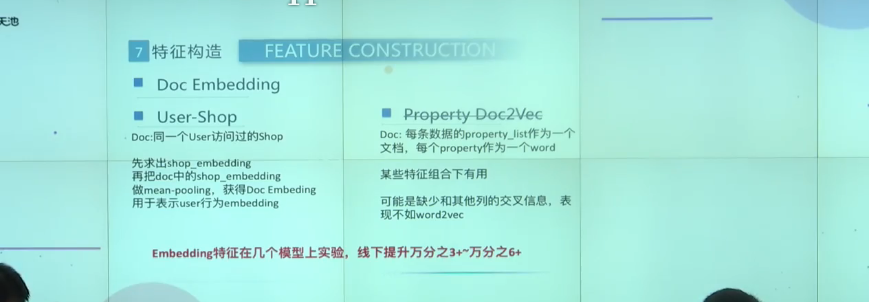 天池
7 特征构造 FEATURE CONSTRUCTION
Doc Embedding
User-Shop
Doc:同一个User访问过的Shop
先求出shop_embedding
再把doc中的shop_embedding
做mean-pooling，获得Doc Embeding
用于表示user行为embedding
Property Doc2Vec
Doc: 每条数据的property_list作为一个
文档，每个property作为一个word
某些特征组合下有用
可能是缺少和其他列的交叉信息，表
现不如word2vec
Embedding特征在几个模型上实验，线下提升万分之3+~万分之6+